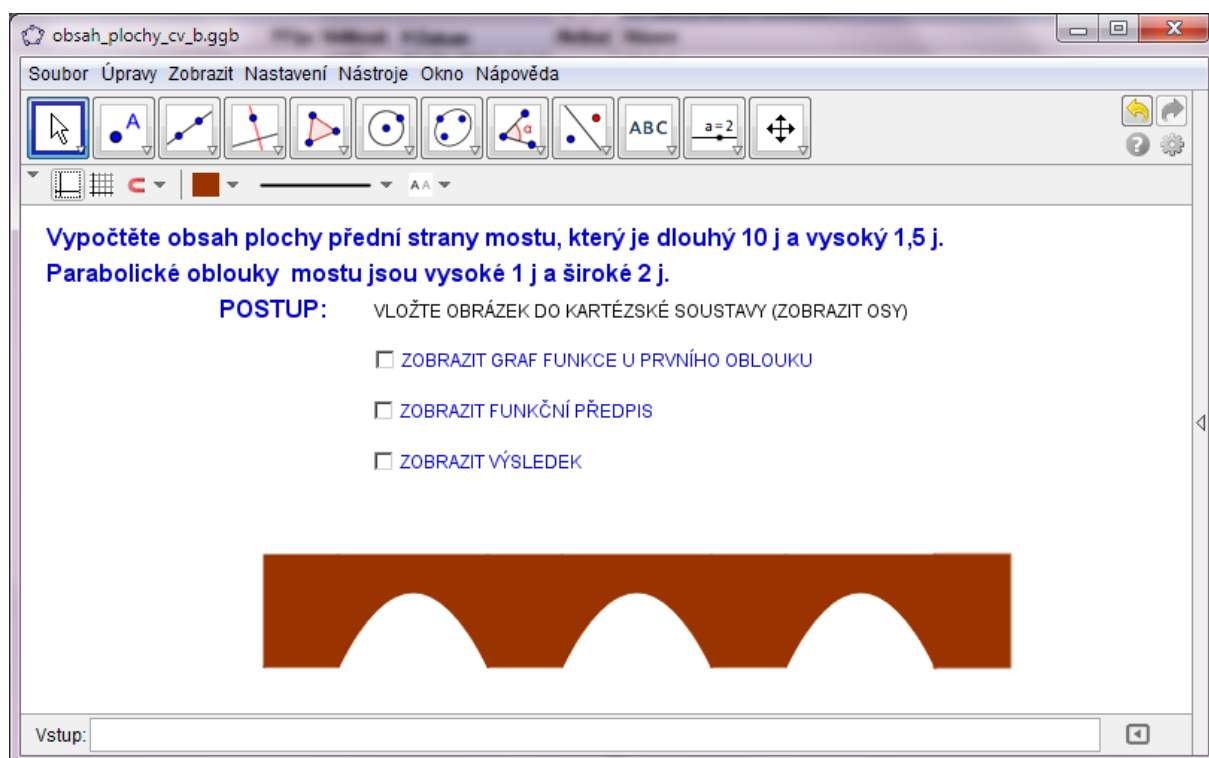 obsah_plochy_cv_b.ggb
Soubor Úpravy Zobrazit Nastavení Nástroje Okno Nápověda
A α ABC a=2
AA
Vypočtěte obsah plochy přední strany mostu, který je dlouhý 10 j a vysoký 1,5 j.
Parabolické oblouky mostu jsou vysoké 1 j a široké 2 j.
POSTUP: VLOŽTE OBRÁZEK DO KARTÉZSKÉ SOUSTAVY (ZOBRAZIT OSY)
ZOBRAZIT GRAF FUNKCE U PRVNÍHO OBLOUKU
ZOBRAZIT FUNKČNÍ PŘEDPIS
ZOBRAZIT VÝSLEDEK
Vstup: